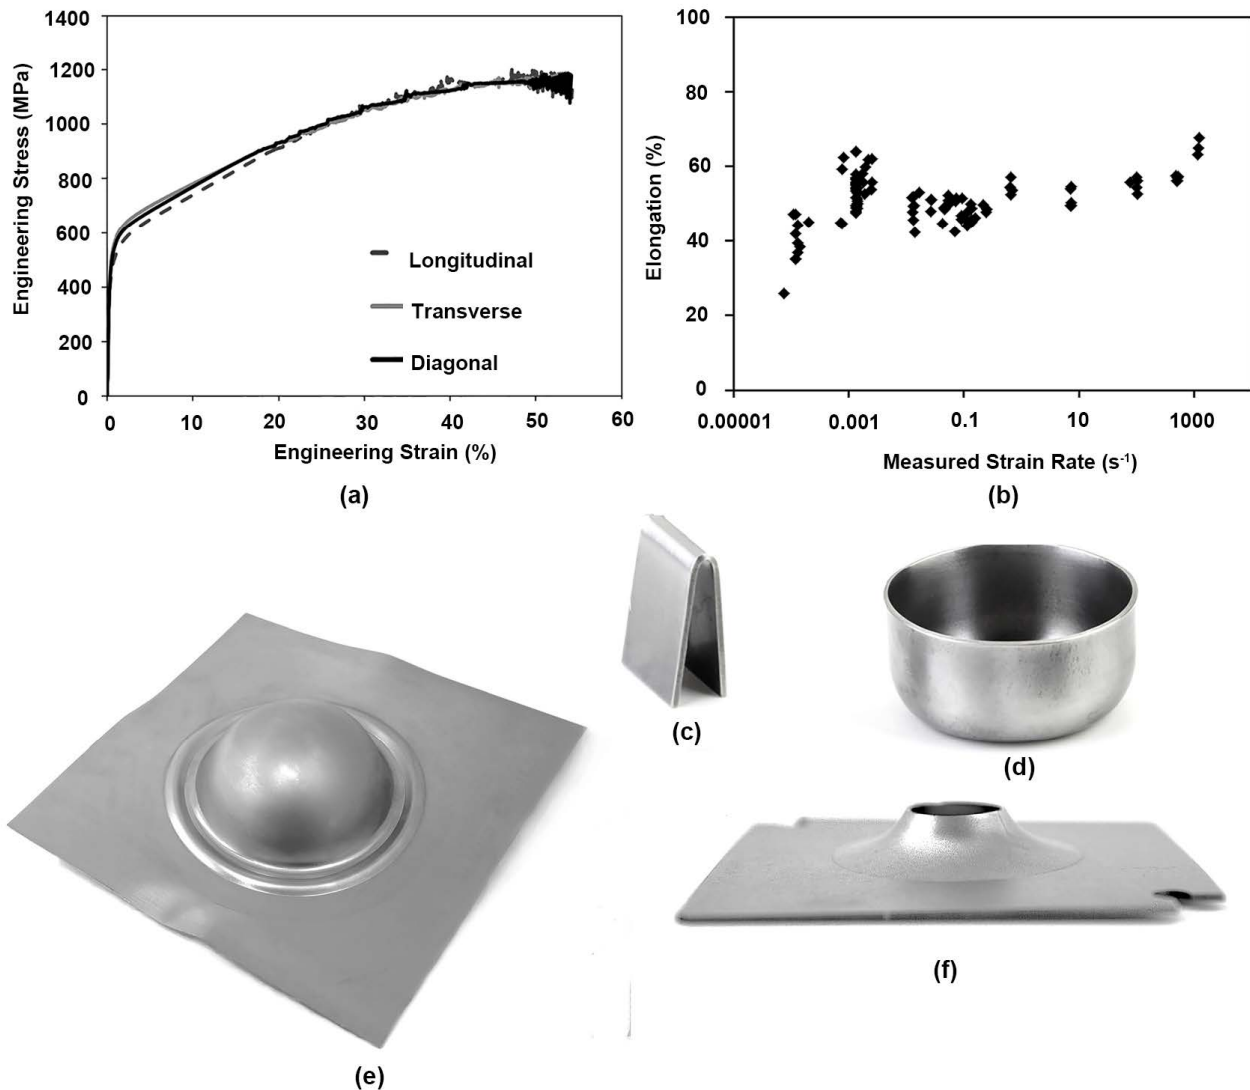 1400
1200
1000
800
600
400
200
0
Engineering Stress (MPa)
Longitudinal
Transverse
Diagonal
0 10 20 30 40 50 60
Engineering Strain (%)
(a)
100
80
60
40
20
0
Elongation (%)
0.00001 0.001 0.1 10 1000
Measured Strain Rate (s⁻¹)
(b)
(c)
(d)
(e)
(f)